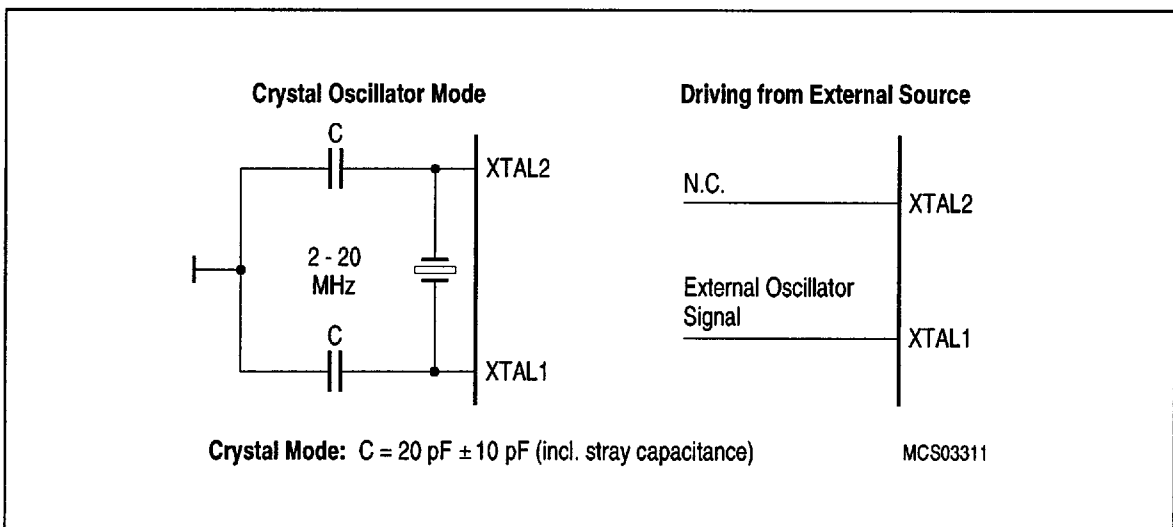 Crystal Oscillator Mode
C
XTAL2
2 - 20
MHz
C
XTAL1
Driving from External Source
N.C.
XTAL2
External Oscillator
Signal
XTAL1
Crystal Mode: C = 20 pF ± 10 pF (incl. stray capacitance)
MCS03311